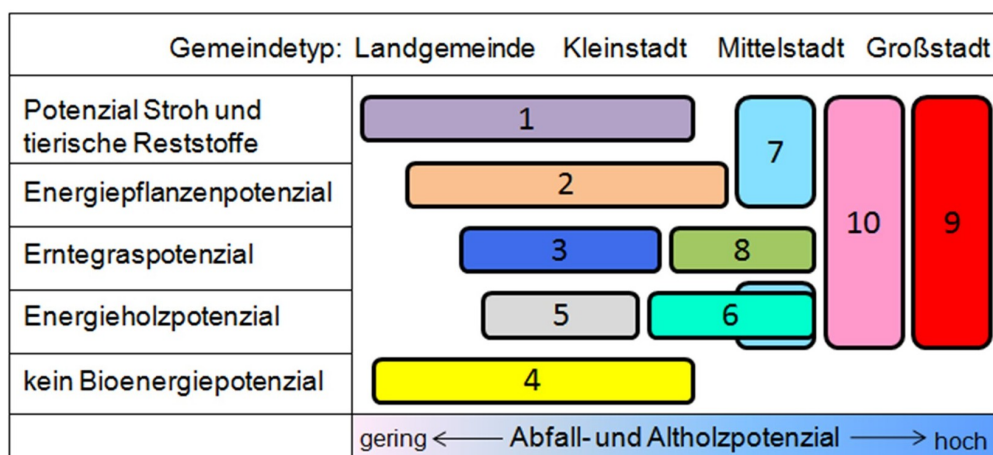 Gemeindetyp: Landgemeinde Kleinstadt Mittelstadt Großstadt
Potenzial Stroh und
tierische Reststoffe
1
7
Energiepflanzenpotenzial
2
10
9
Erntegraspotenzial
3
8
Energieholzpotenzial
5
6
kein Bioenergiepotenzial
4
gering ← Abfall- und Altholzpotenzial → hoch